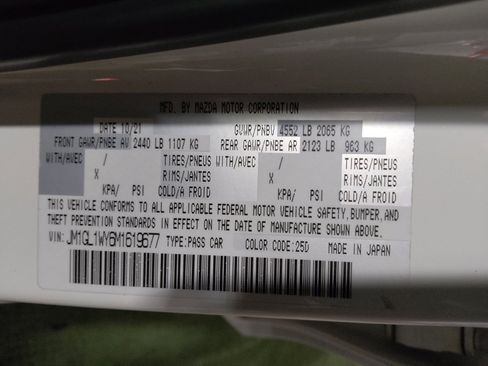 MFD. BY MAZDA MOTOR CORPORATION
DATE 10/21 GVWR/PNBV 4552 LB 2065 KG
FRONT GAWR/PNBE AV 2440 LB 1107 KG REAR GAWR/PNBE AR 2123 LB 963 KG
WITH/AVEC / TIRES/PNEUS WITH/AVEC / TIRES/PNEUS
X RIMS/JANTES X RIMS/JANTES
KPA/ PSI COLD/A FROID KPA/ PSI COLD/A FROID
THIS VEHICLE CONFORMS TO ALL APPLICABLE FEDERAL MOTOR VEHICLE SAFETY, BUMPER, AND
THEFT PREVENTION STANDARDS IN EFFECT ON THE DATE OF MANUFACTURE SHOWN ABOVE.
VIN: JM1GL1WY6M1619677 TYPE: PASS CAR COLOR CODE: 25D MADE IN JAPAN